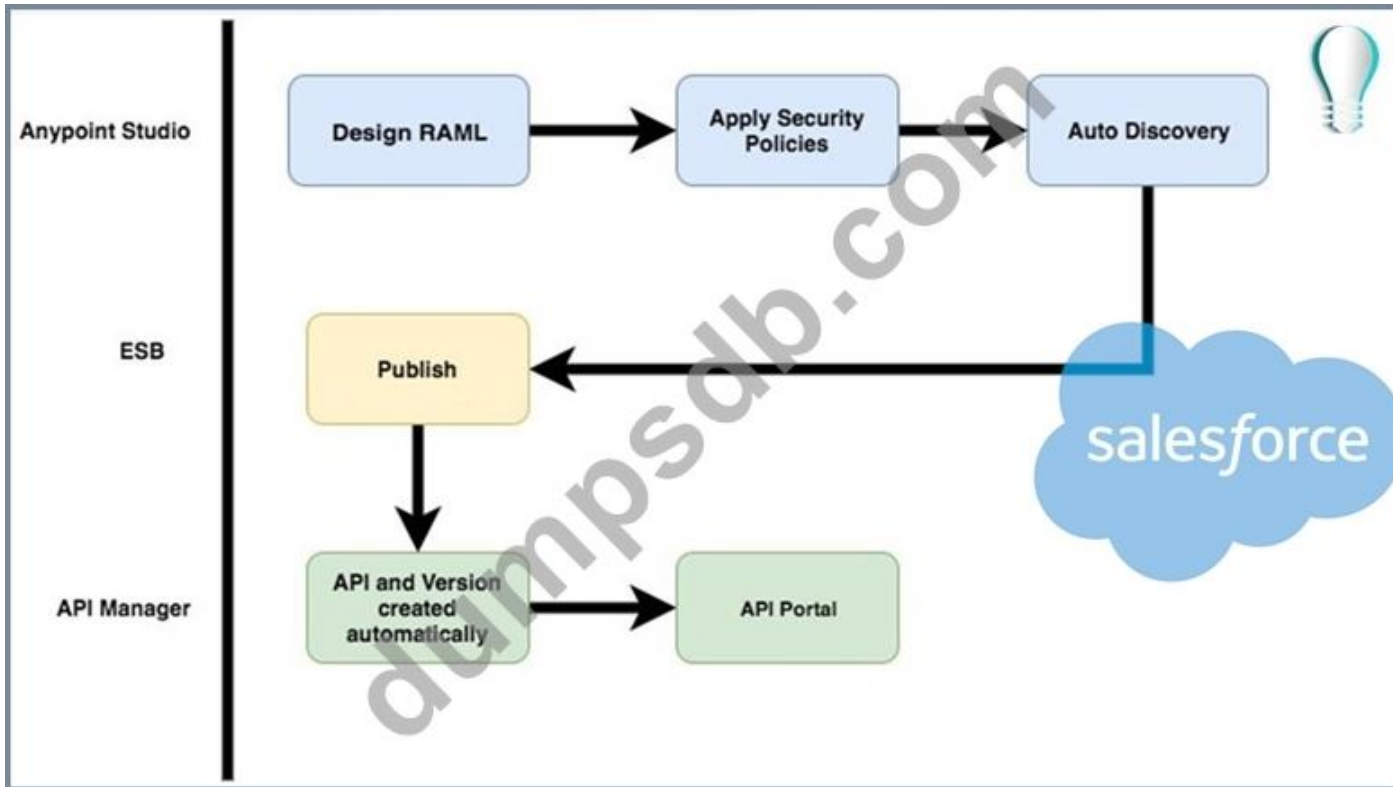 Anypoint Studio
Design RAML
Apply Security
Policies
Auto Discovery
ESB
Publish
salesforce
API Manager
API and Version
created
automatically
API Portal
dumpsdb.com